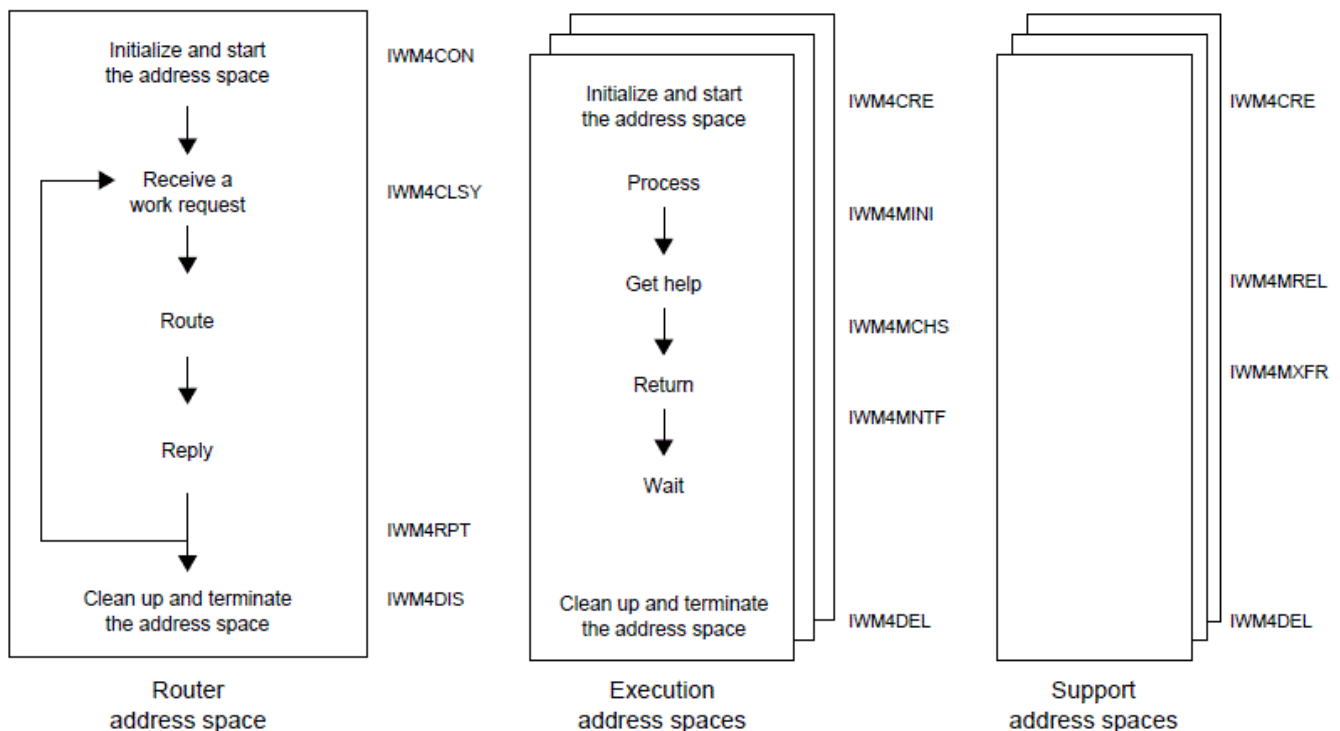 Initialize and start
the address space
Receive a
work request
Route
Reply
Clean up and terminate
the address space
IWM4CON
IWM4CLSY
IWM4RPT
IWM4DIS
Router
address space
Initialize and start
the address space
Process
Get help
Return
Wait
Clean up and terminate
the address space
IWM4CRE
IWM4MINI
IWM4MCHS
IWM4MNTF
IWM4DEL
Execution
address spaces
IWM4CRE
IWM4MREL
IWM4MXFR
IWM4DEL
Support
address spaces